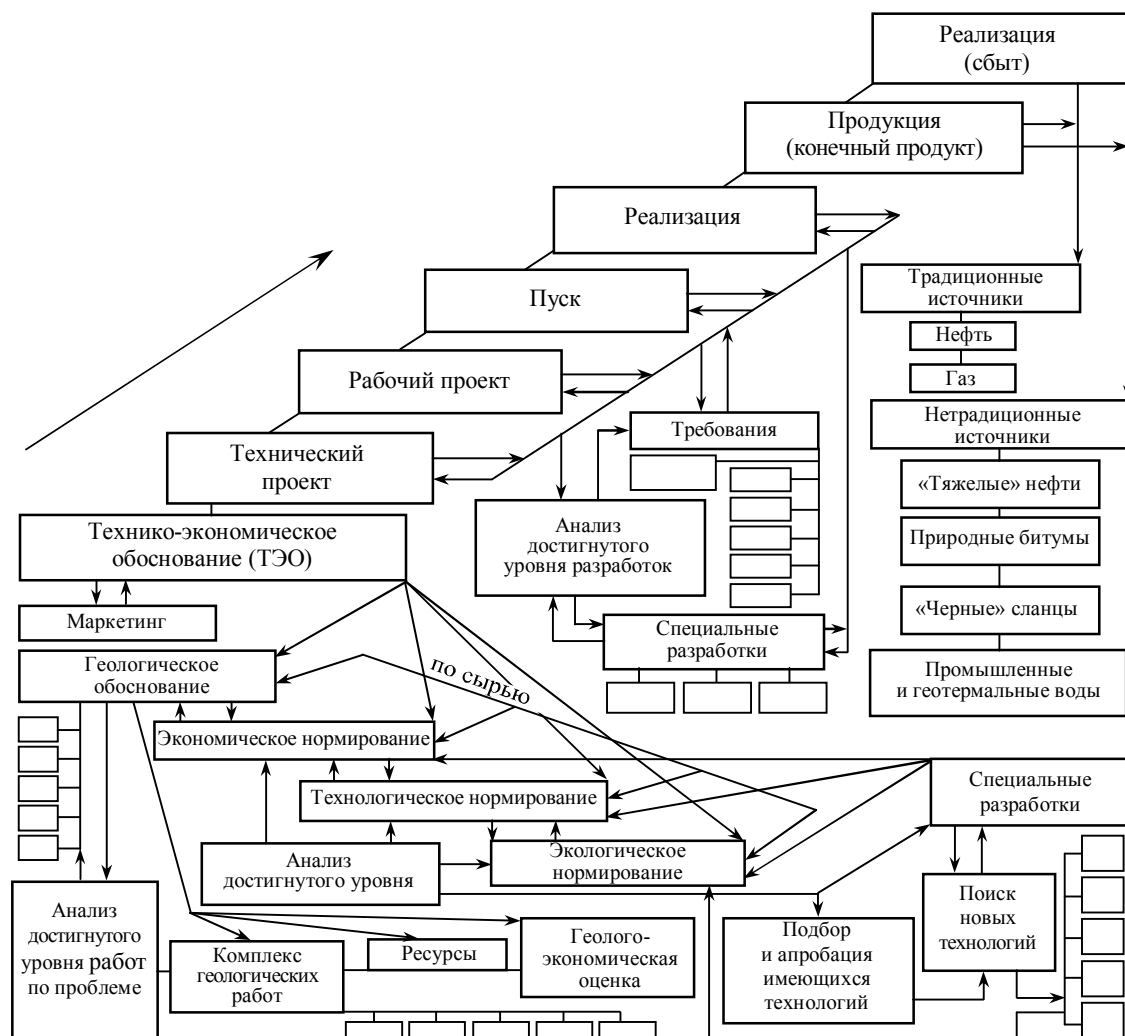 Реализация
(сбыт)
Продукция
(конечный продукт)
Реализация
Пуск
Рабочий проект
Технический
проект
Технико-экономическое
обоснование (ТЭО)
Маркетинг
Геологическое
обоснование
по сырью
Экономическое нормирование
Технологическое нормирование
Экологическое
нормирование
Анализ
достигнутого уровня
Анализ
достигнутого
уровня работ
по проблеме
Комплекс
геологических
работ
Ресурсы
Геолого-
экономическая
оценка
Требования
Анализ
достигнутого
уровня разработок
Специальные
разработки
Традиционные
источники
Нефть
Газ
Нетрадиционные
источники
«Тяжелые» нефти
Природные битумы
«Черные» сланцы
Промышленные
и геотермальные воды
Специальные
разработки
Поиск
новых
технологий
Подбор
и апробация
имеющихся
технологий